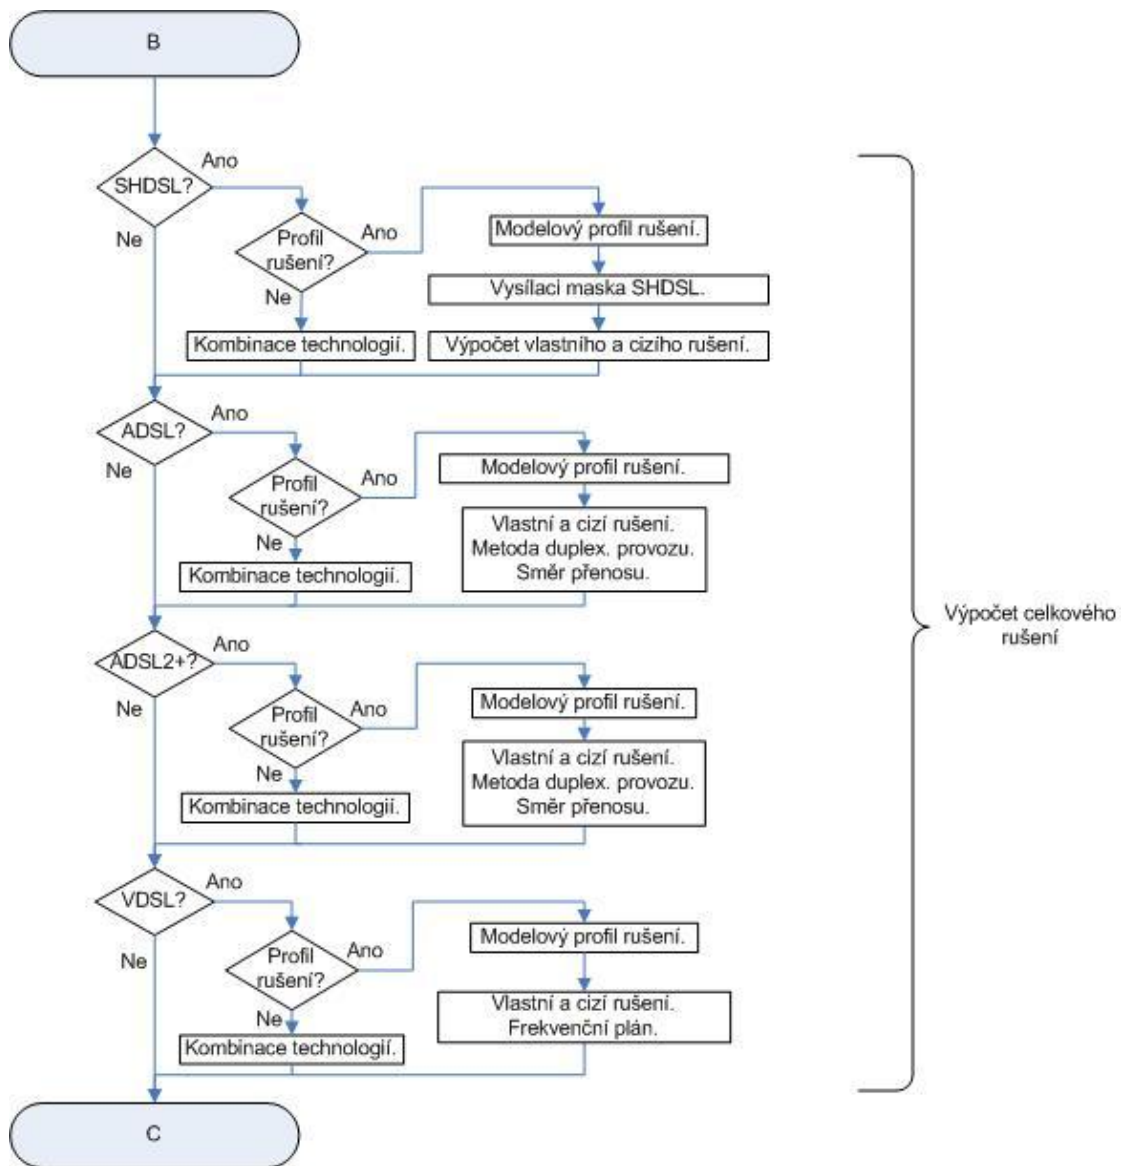 B
SHDSL?
Ano
Ne
Profil
rušení?
Ano
Ne
Modelový profil rušení.
Vysílaci maska SHDSL.
Kombinace technologií.
Výpočet vlastního a cizího rušení.
ADSL?
Ano
Ne
Profil
rušení?
Ano
Ne
Modelový profil rušení.
Vlastní a cizí rušení.
Metoda duplex. provozu.
Směr přenosu.
Kombinace technologií.
ADSL2+?
Ano
Ne
Profil
rušení?
Ano
Ne
Modelový profil rušení.
Vlastní a cizí rušení.
Metoda duplex. provozu.
Směr přenosu.
Kombinace technologií.
VDSL?
Ano
Ne
Profil
rušení?
Ano
Ne
Modelový profil rušení.
Vlastní a cizí rušení.
Frekvenční plán.
Kombinace technologií.
C
Výpočet celkového
rušení